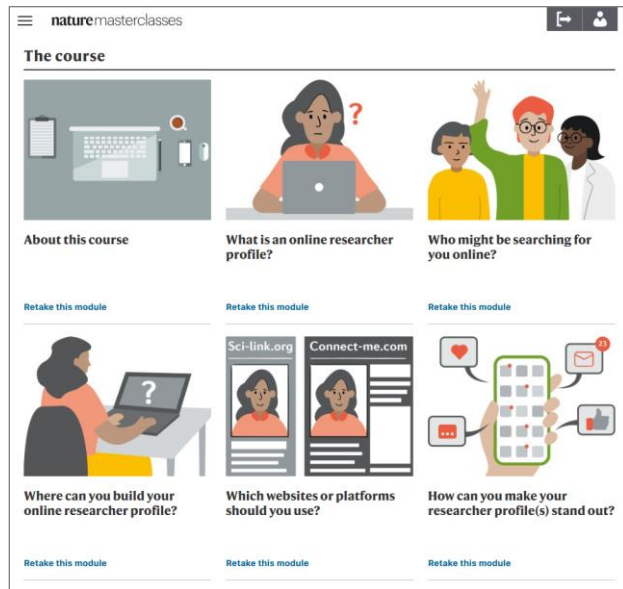 nature masterclasses
The course
?
About this course
What is an online researcher
profile?
Who might be searching for
you online?
Retake this module
Retake this module
Retake this module
?
Sci-link.org
Connect-me.com
23
Where can you build your
online researcher profile?
Which websites or platforms
should you use?
How can you make your
researcher profile(s) stand out?
Retake this module
Retake this module
Retake this module